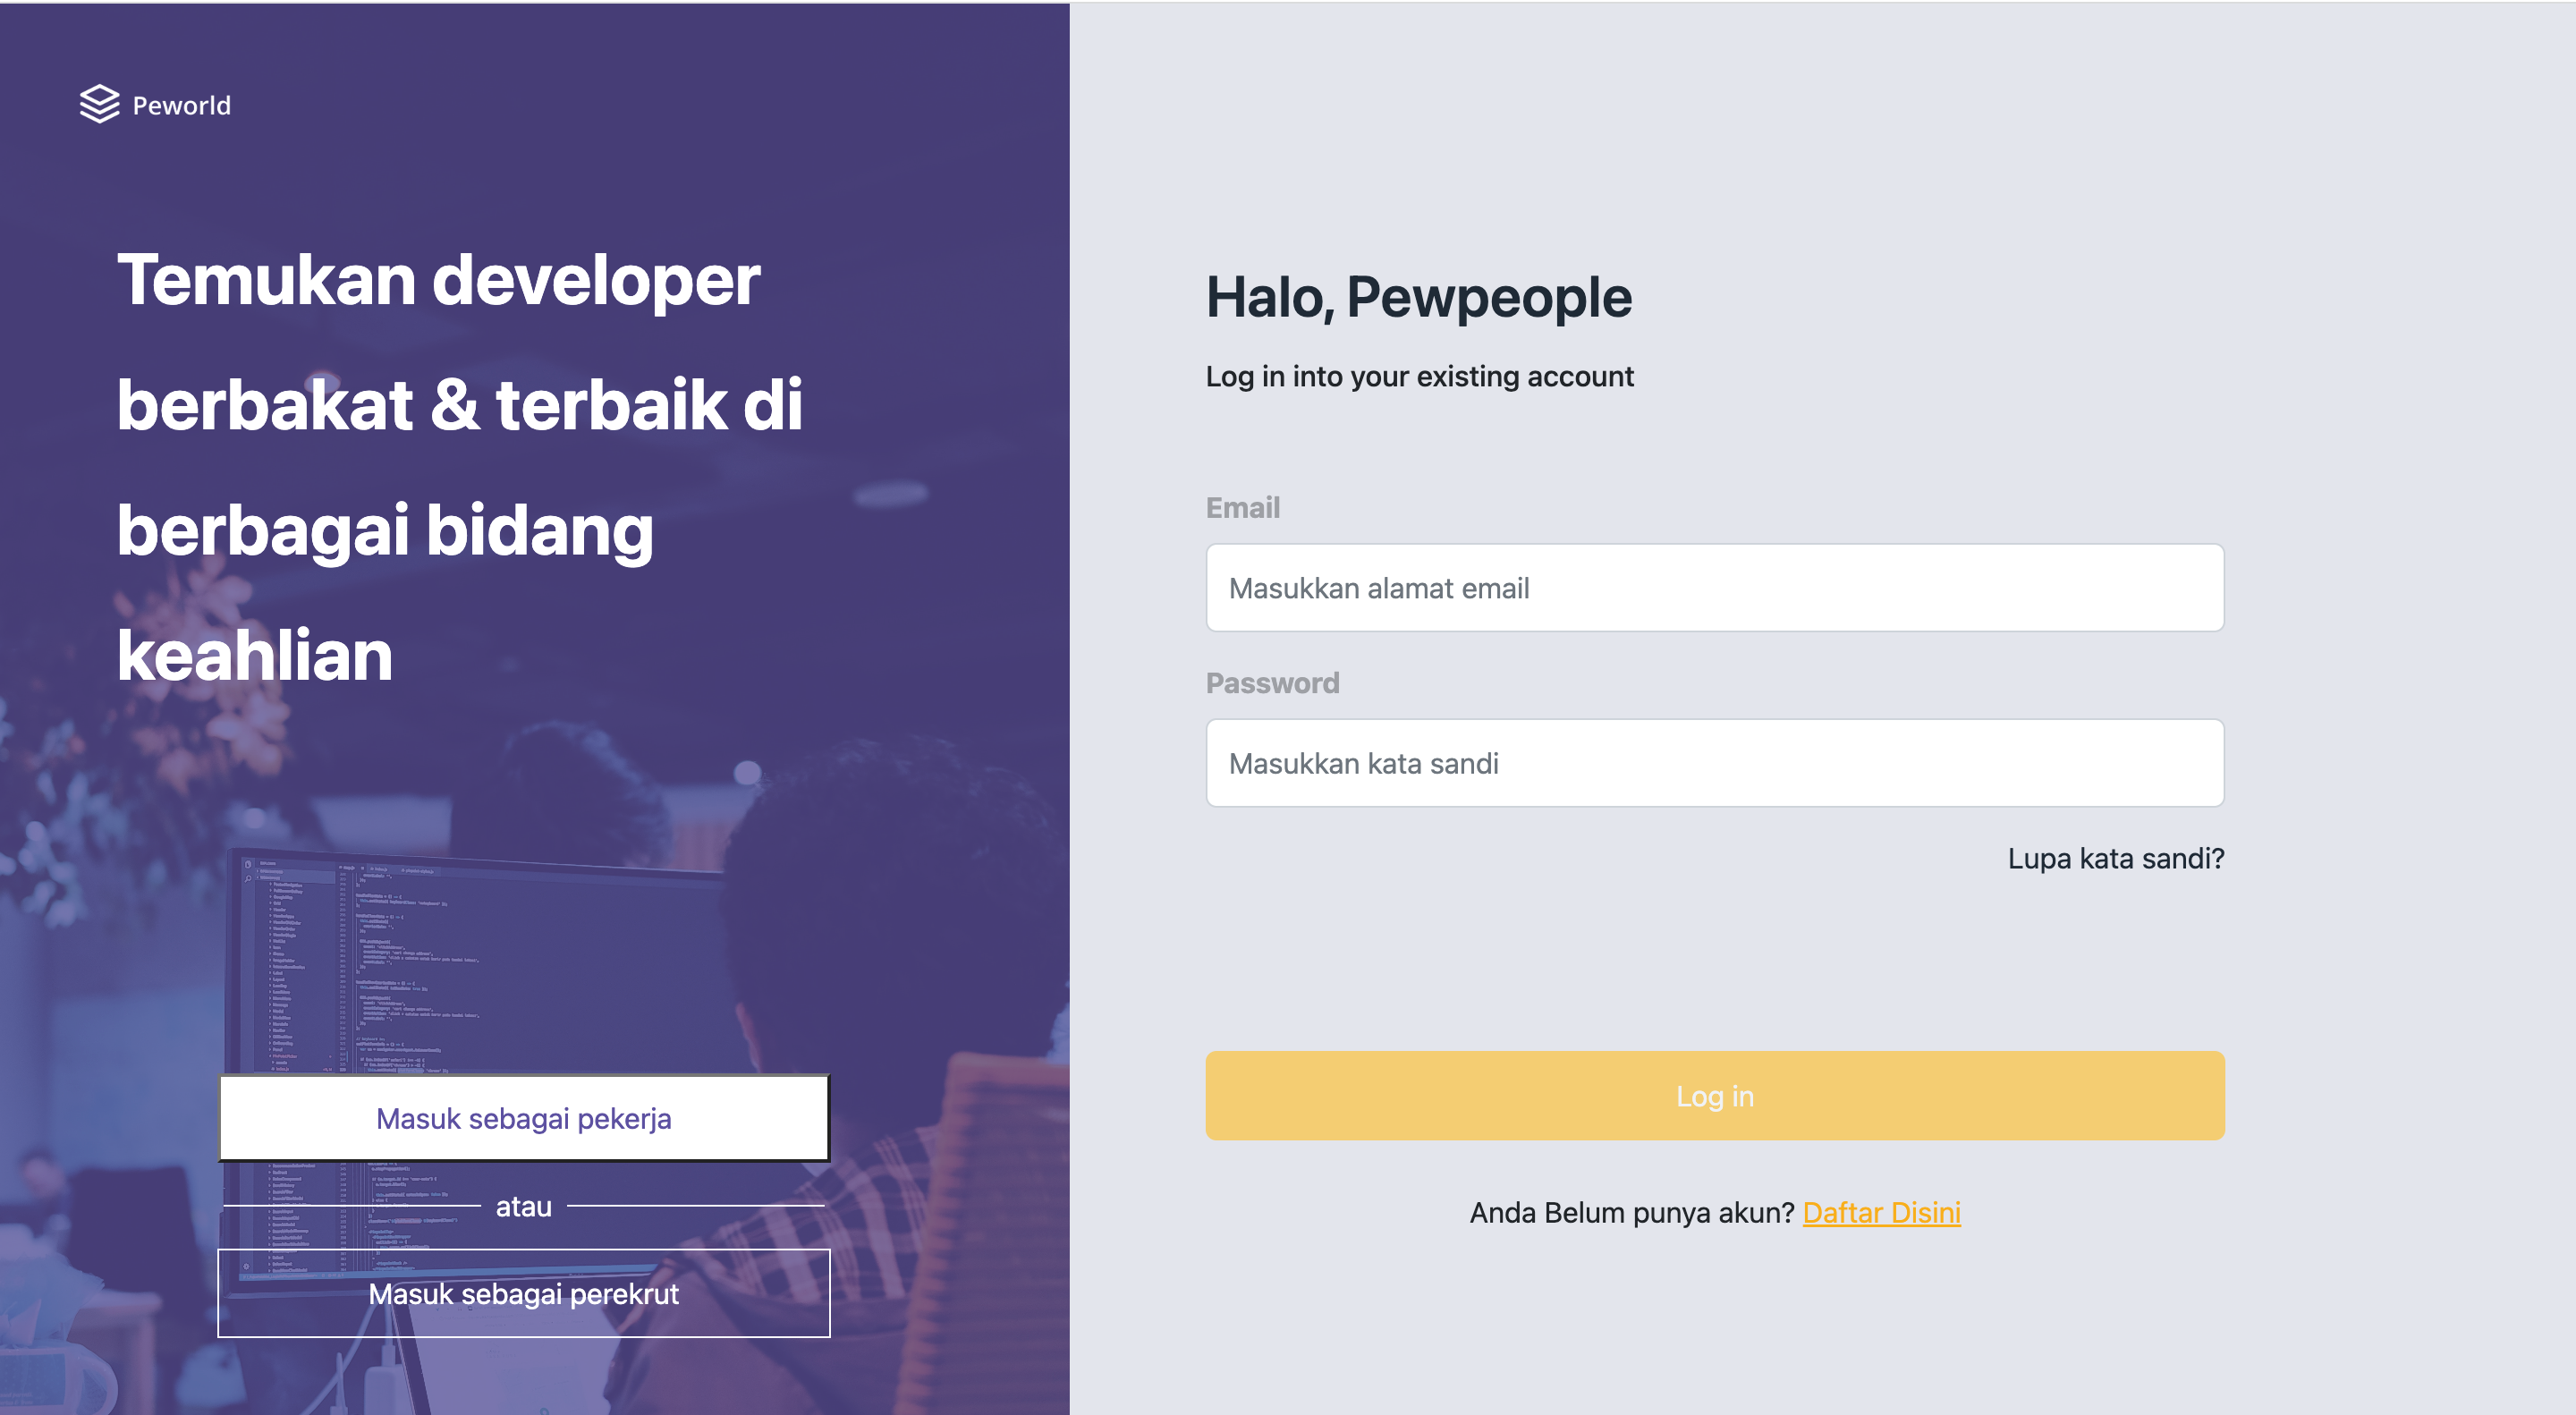 Peworld
Temukan developer
berbakat & terbaik di
berbagai bidang
keahlian
Masuk sebagai pekerja
atau
Masuk sebagai perekrut
Halo, Pewpeople
Log in into your existing account
Email
Masukkan alamat email
Password
Masukkan kata sandi
Lupa kata sandi?
Log in
Anda Belum punya akun? Daftar Disini